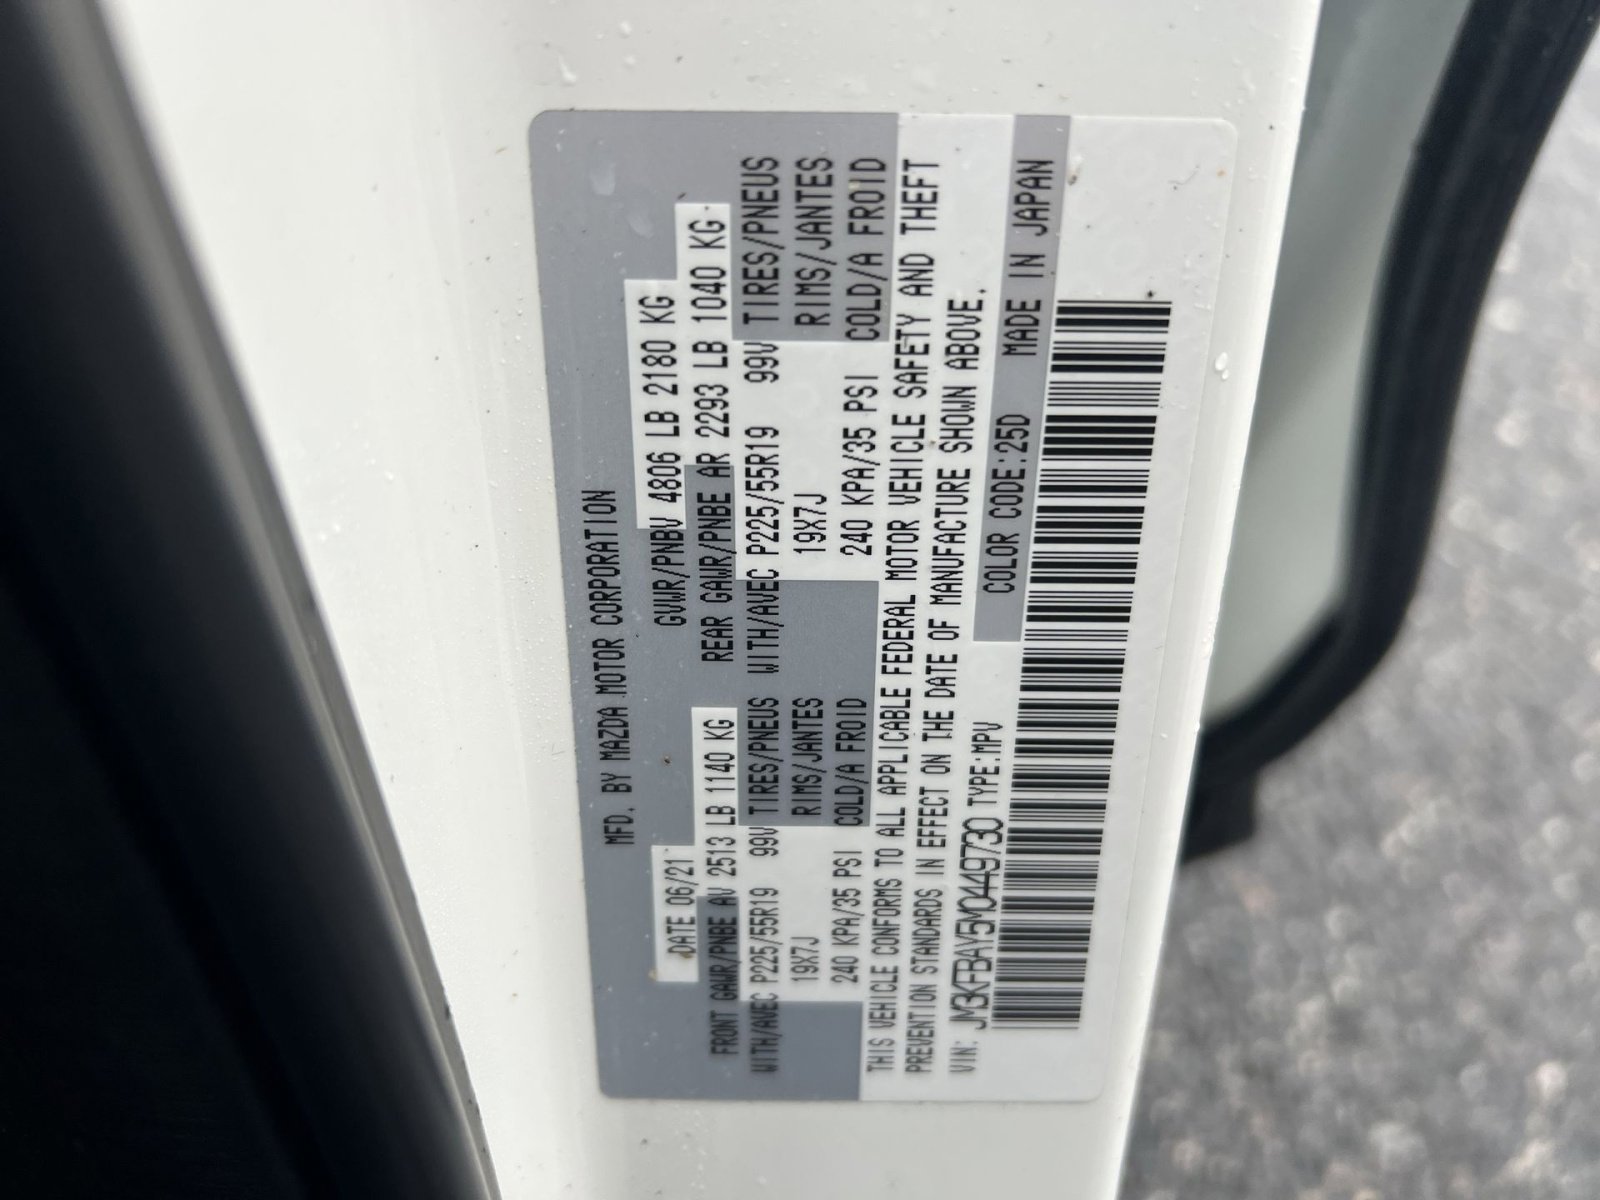 MFD. BY MAZDA MOTOR CORPORATION
DATE 06/21 GVWR/PNBV 4806 LB 2180 KG
FRONT GAWR/PNBE AV 2513 LB 1140 KG REAR GAWR/PNBE AR 2293 LB 1040 KG
WITH/AVEC P225/55R19 99V TIRES/PNEUS WITH/AVEC P225/55R19 99V TIRES/PNEUS
19X7J RIMS/JANTES 19X7J RIMS/JANTES
240 KPA/35 PSI COLD/A FROID 240 KPA/35 PSI COLD/A FROID
THIS VEHICLE CONFORMS TO ALL APPLICABLE FEDERAL MOTOR VEHICLE SAFETY AND THEFT
PREVENTION STANDARDS IN EFFECT ON THE DATE OF MANUFACTURE SHOWN ABOVE.
VIN: JM3KFBAY5M0449730 TYPE:MPV COLOR CODE:25D MADE IN JAPAN